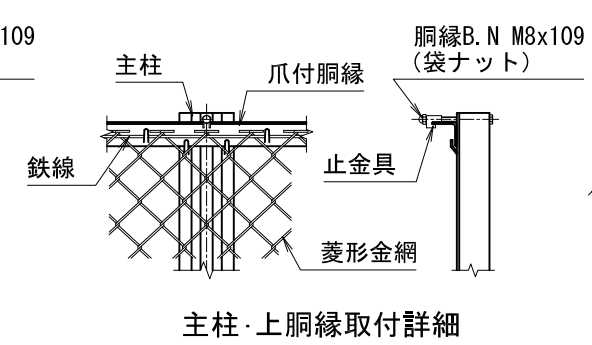 109
胴縁B.N M8x109
(袋ナット)
主柱
爪付胴縁
鉄線
止金具
菱形金網
主柱·上胴縁取付詳細